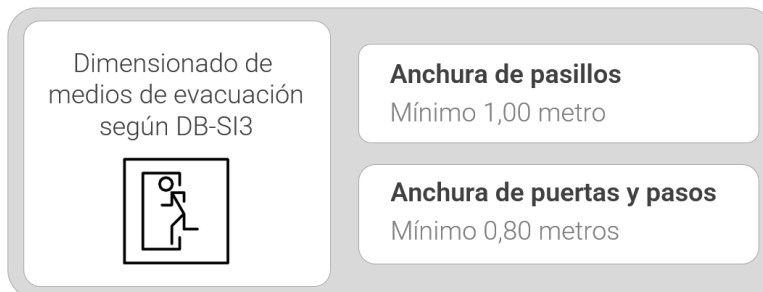 Dimensionado de
medios de evacuación
según DB-SI3
Anchura de pasillos
Mínimo 1,00 metro
Anchura de puertas y pasos
Mínimo 0,80 metros